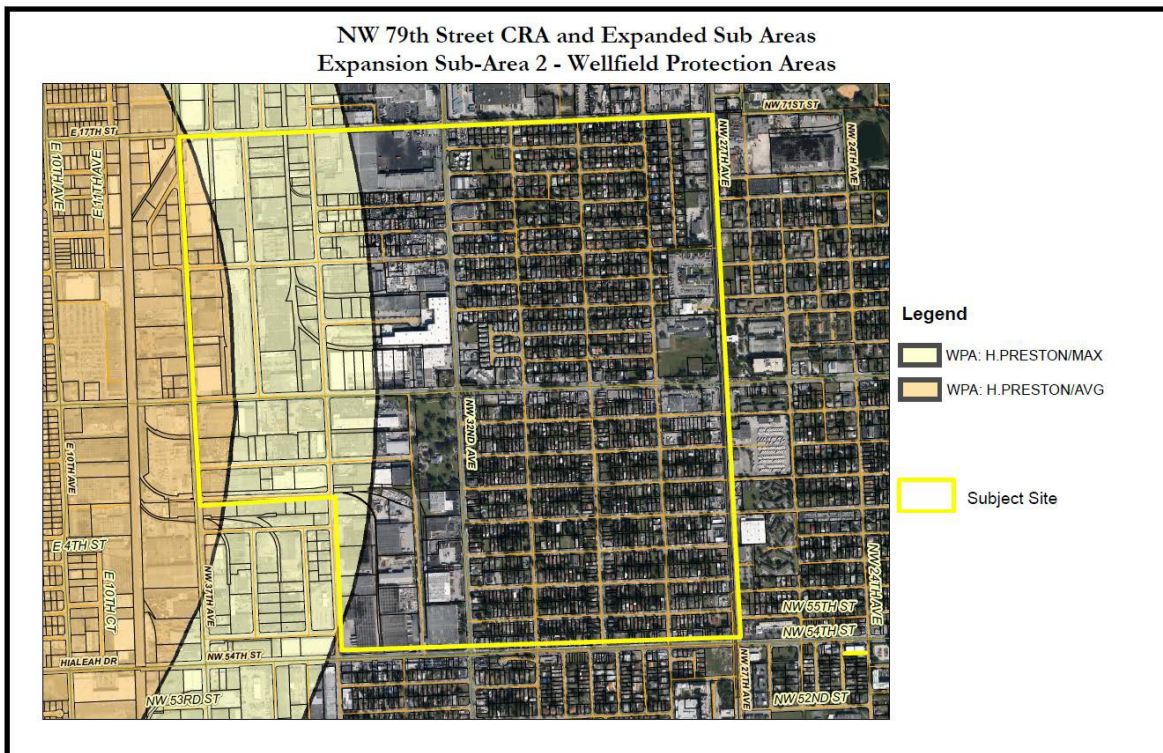 NW 79th Street CRA and Expanded Sub Areas
Expansion Sub-Area 2 - Wellfield Protection Areas
NW 71ST ST
E 17TH ST
E 10TH AVE
E 11TH AVE
NW 27TH AVE
NW 24TH AVE
Legend
WPA: H.PRESTON/MAX
WPA: H.PRESTON/AVG
NW 32ND AVE
E 10TH AVE
Subject Site
E 4TH ST
E 10TH CT
NW 37TH AVE
NW 24TH AVE
NW 55TH ST
NW 54TH ST
HIALEAH DR
NW 54TH ST
NW 27TH AVE
NW 53RD ST
NW 52ND ST